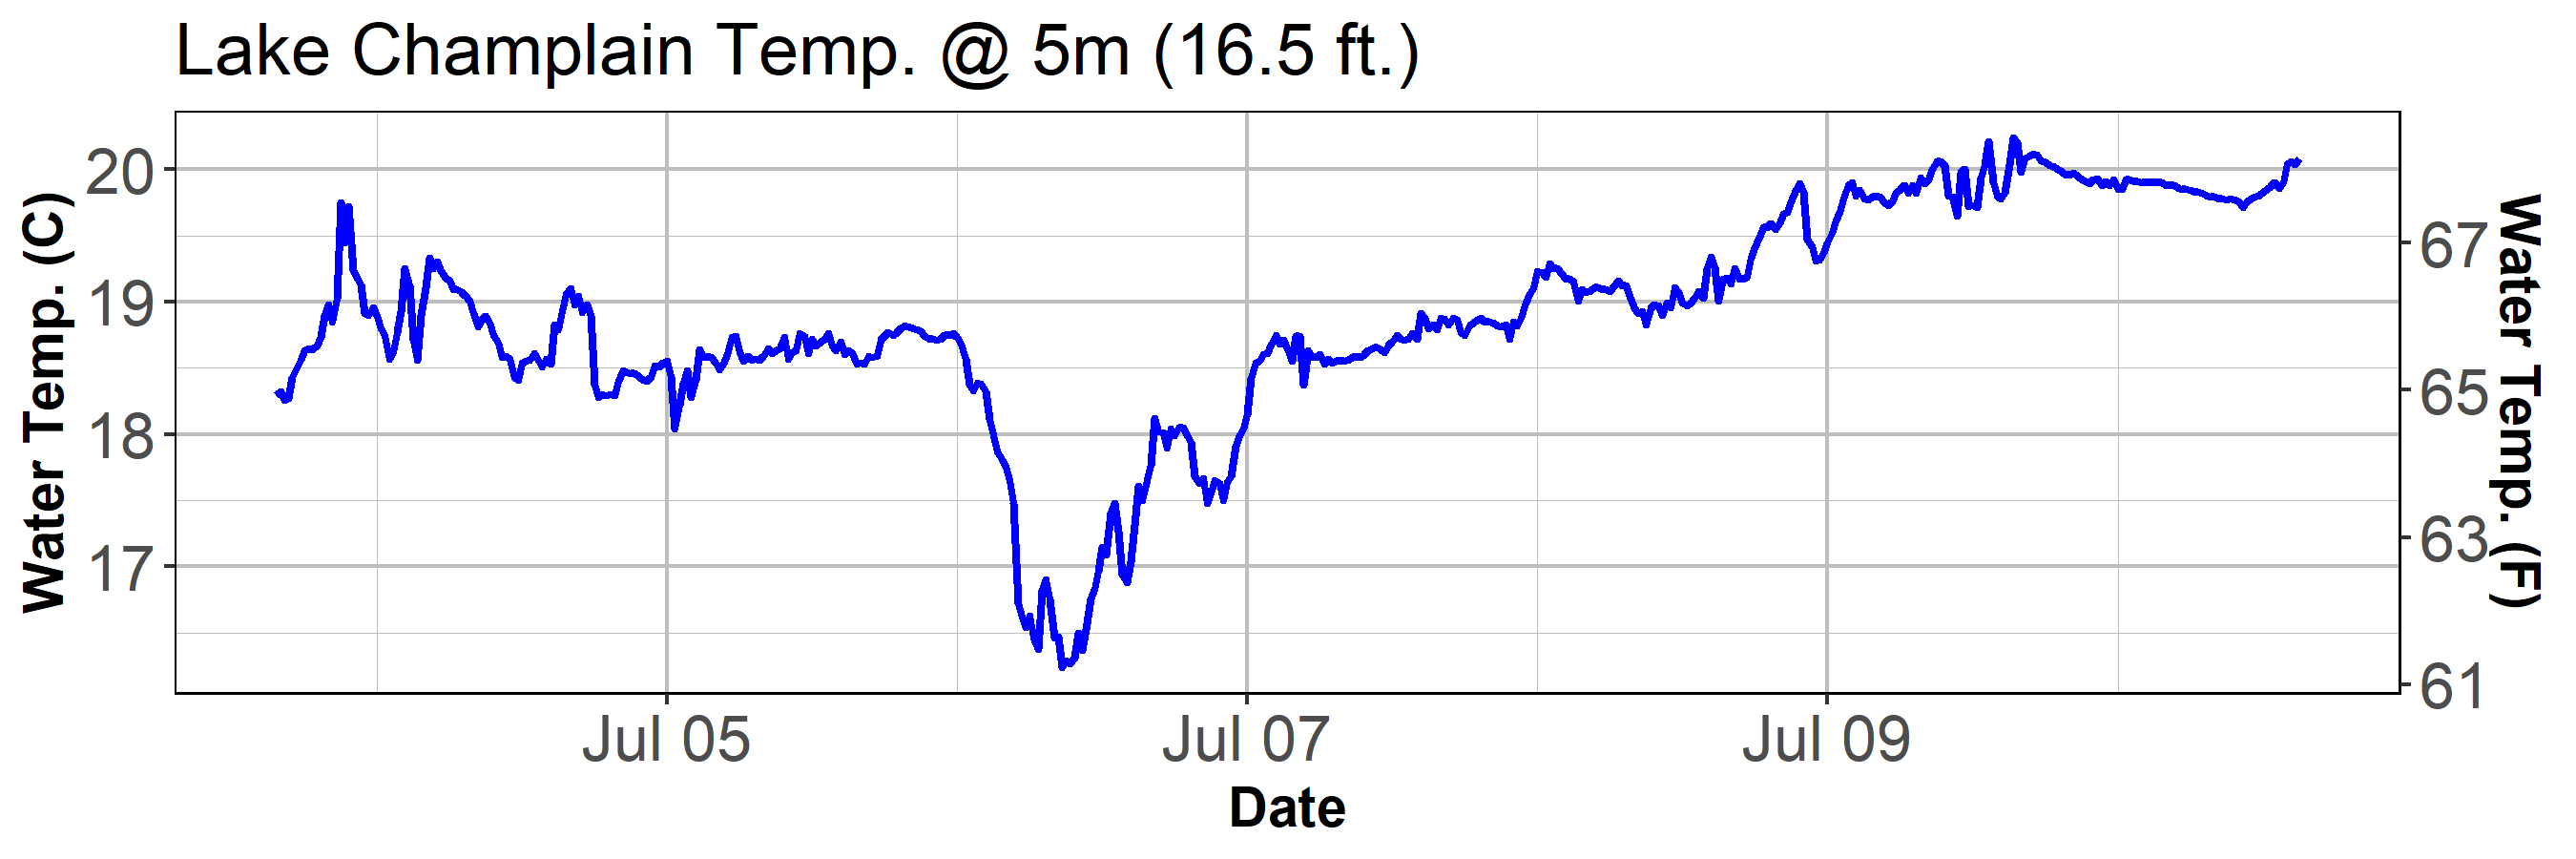 Lake Champlain Temp. @ 5m (16.5 ft.)
Water Temp. (C)
20
19
18
17
67
65
63
61
Water Temp. (F)
Jul 05
Jul 07
Jul 09
Date